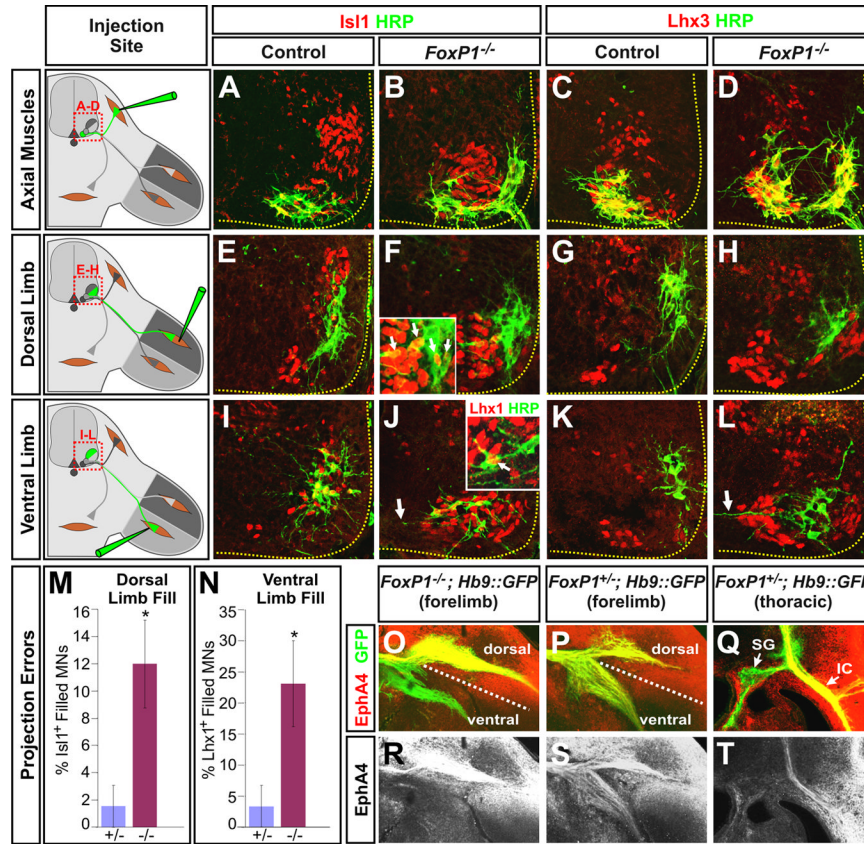 Injection
Site
Isl1 HRP
Lhx3 HRP
Control
FoxP1-/-
Control
FoxP1-/-
Axial Muscles
A-D
A
B
C
D
Dorsal Limb
E-H
E
F
G
H
Ventral Limb
I-L
I
J
Lhx1 HRP
K
L
Projection Errors
M
Dorsal
Limb Fill
% Isl1+ Filled MNs
16
14
12
10
8
6
4
2
0
*
+/-
-/-
N
Ventral
Limb Fill
% Lhx1+ Filled MNs
35
30
25
20
15
10
5
0
*
+/-
-/-
FoxP1-/-; Hb9::GFP
(forelimb)
FoxP1+/-; Hb9::GFP
(forelimb)
FoxP1+/-; Hb9::GFP
(thoracic)
EphA4 GFP
O
dorsal
ventral
P
dorsal
ventral
Q
SG
IC
EphA4
R
S
T